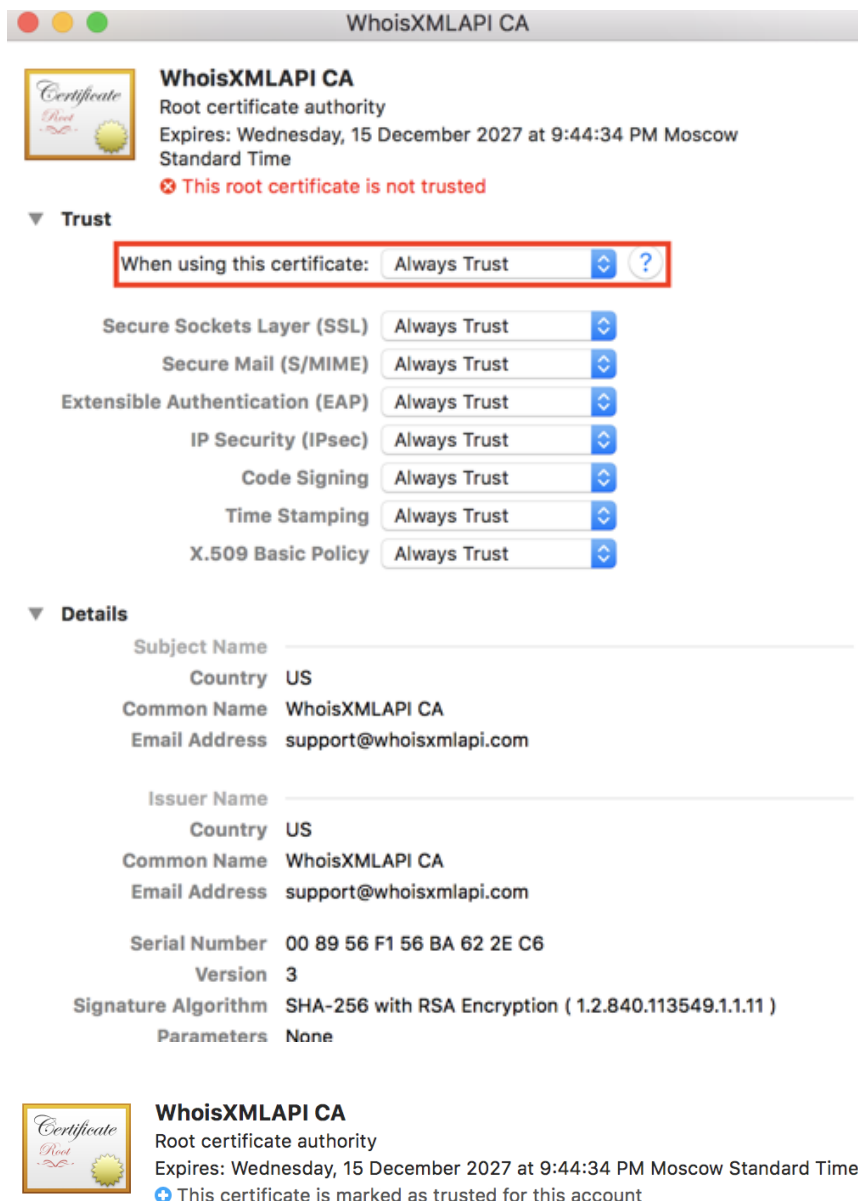 WhoisXMLAPI CA
Certificate
Root
WhoisXMLAPI CA
Root certificate authority
Expires: Wednesday, 15 December 2027 at 9:44:34 PM Moscow
Standard Time
This root certificate is not trusted
Trust
When using this certificate: Always Trust ?
Secure Sockets Layer (SSL) Always Trust
Secure Mail (S/MIME) Always Trust
Extensible Authentication (EAP) Always Trust
IP Security (IPsec) Always Trust
Code Signing Always Trust
Time Stamping Always Trust
X.509 Basic Policy Always Trust
Details
Subject Name
Country US
Common Name WhoisXMLAPI CA
Email Address support@whoisxmlapi.com
Issuer Name
Country US
Common Name WhoisXMLAPI CA
Email Address support@whoisxmlapi.com
Serial Number 00 89 56 F1 56 BA 62 2E C6
Version 3
Signature Algorithm SHA-256 with RSA Encryption ( 1.2.840.113549.1.1.11 )
Parameters None
Certificate
Root
WhoisXMLAPI CA
Root certificate authority
Expires: Wednesday, 15 December 2027 at 9:44:34 PM Moscow Standard Time
This certificate is marked as trusted for this account